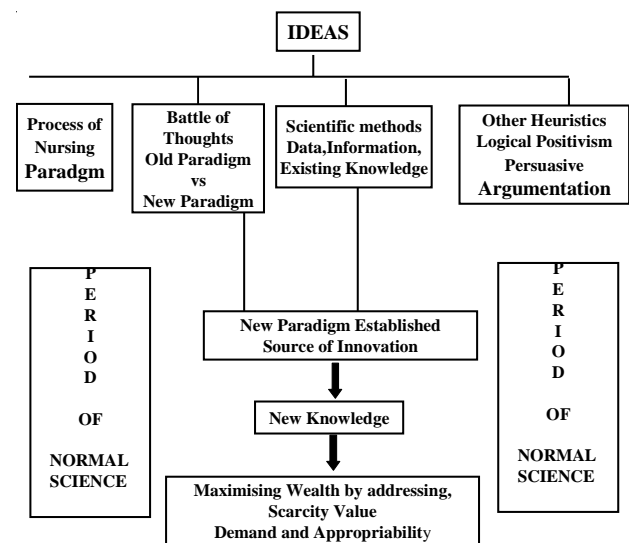 IDEAS
Process of
Nursing
Paradgm
Battle of
Thoughts
Old Paradigm
vs
New Paradigm
Scientific methods
Data,Information,
Existing Knowledge
Other Heuristics
Logical Positivism
Persuasive
Argumentation
P
E
R
I
O
D
OF
NORMAL
SCIENCE
New Paradigm Established
Source of Innovation
New Knowledge
Maximising Wealth by addressing,
Scarcity Value
Demand and Appropriability
P
E
R
I
O
D
OF
NORMAL
SCIENCE